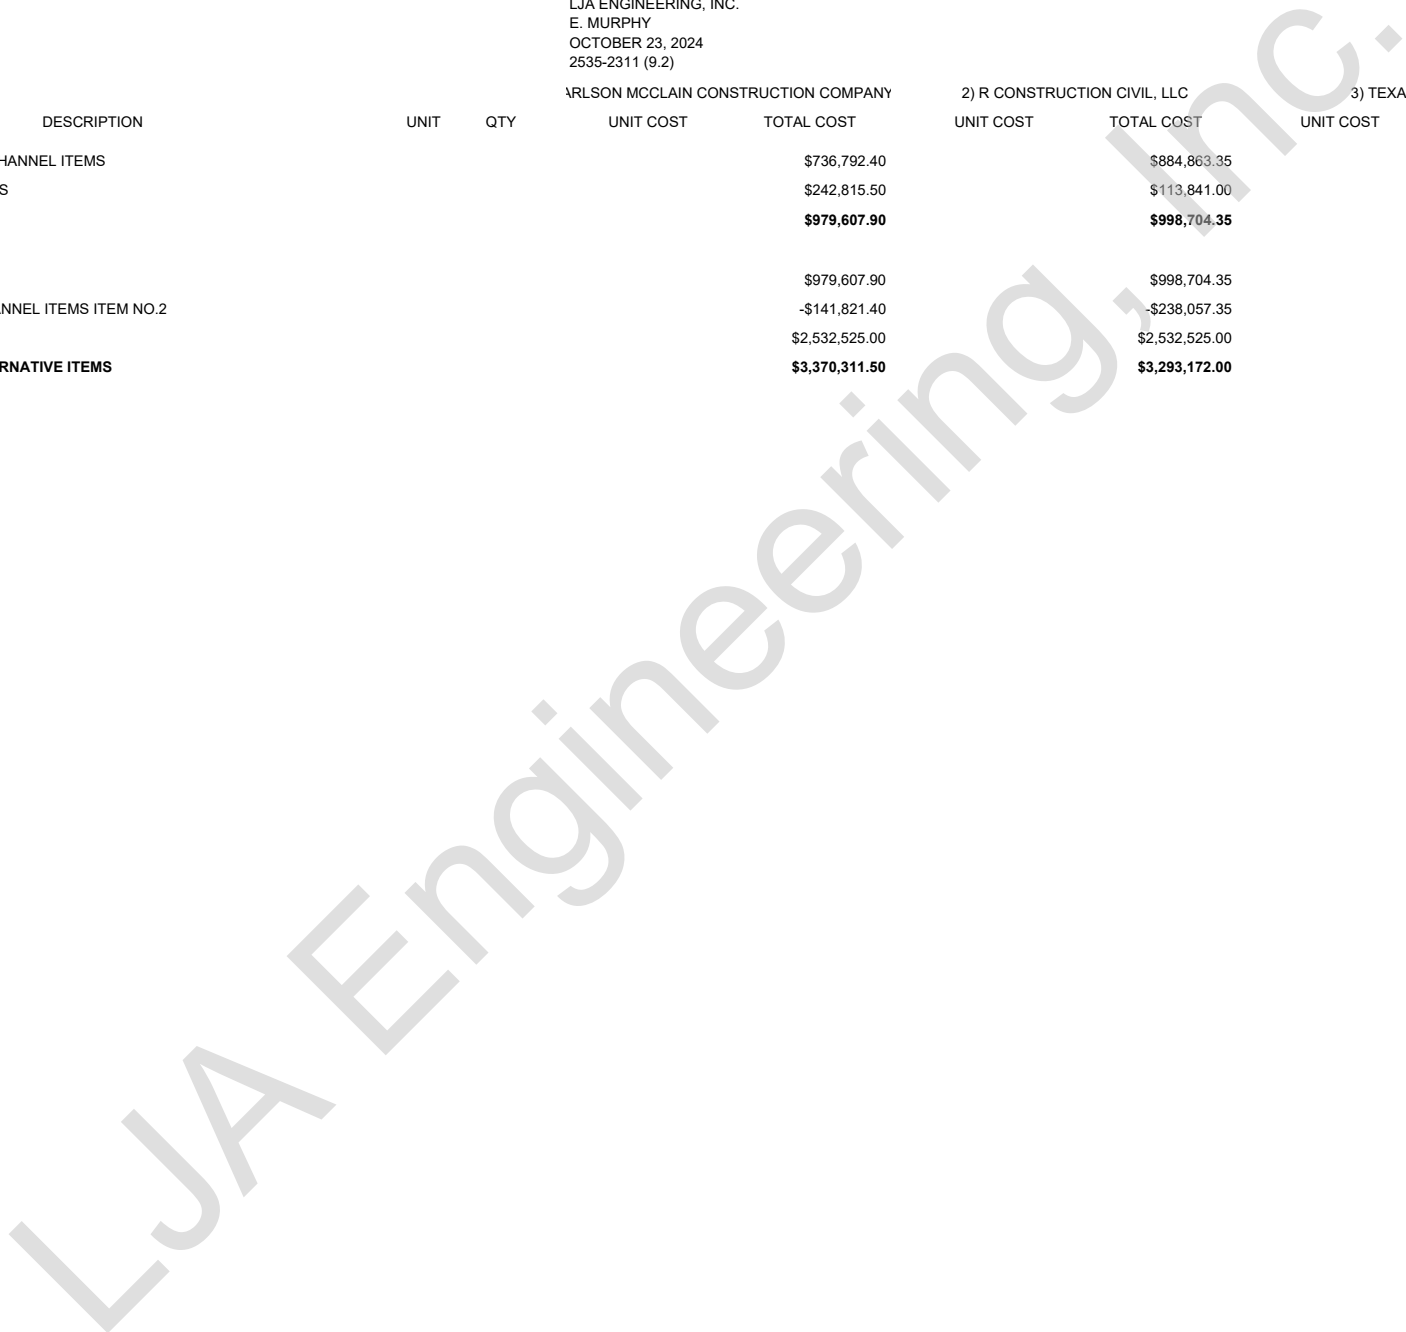 LJA ENGINEERING, INC.
E. MURPHY
OCTOBER 23, 2024
2535-2311 (9.2)
ARLSON MCCLAIN CONSTRUCTION COMPANY 2) R CONSTRUCTION CIVIL, LLC 3) TEXA
DESCRIPTION UNIT QTY UNIT COST TOTAL COST UNIT COST TOTAL COST UNIT COST
HANNEL ITEMS $736,792.40 $884,863.35
S $242,815.50 $113,841.00
$979,607.90 $998,704.35
$979,607.90 $998,704.35
NNEL ITEMS ITEM NO.2 -$141,821.40 -$238,057.35
$2,532,525.00 $2,532,525.00
RNATIVE ITEMS $3,370,311.50 $3,293,172.00
LJA Engineering, Inc.